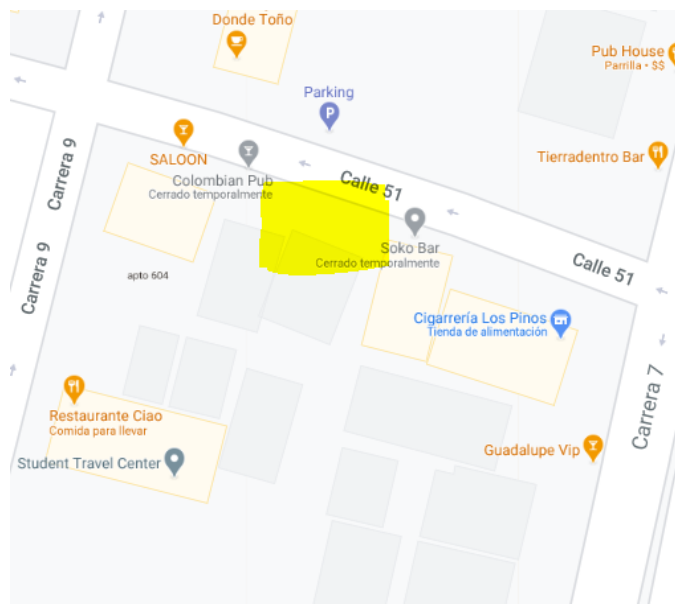 Donde Toño
Pub House
Parrilla • $$
Parking
P
SALOON
Tierradentro Bar
Carrera 9
Colombian Pub
Cerrado temporalmente
Calle 51
Soko Bar
Cerrado temporalmente
Calle 51
apto 604
Carrera 9
Cigarrería Los Pinos
Tienda de alimentación
Carrera 7
Restaurante Ciao
Comida para llevar
Guadalupe Vip
Student Travel Center